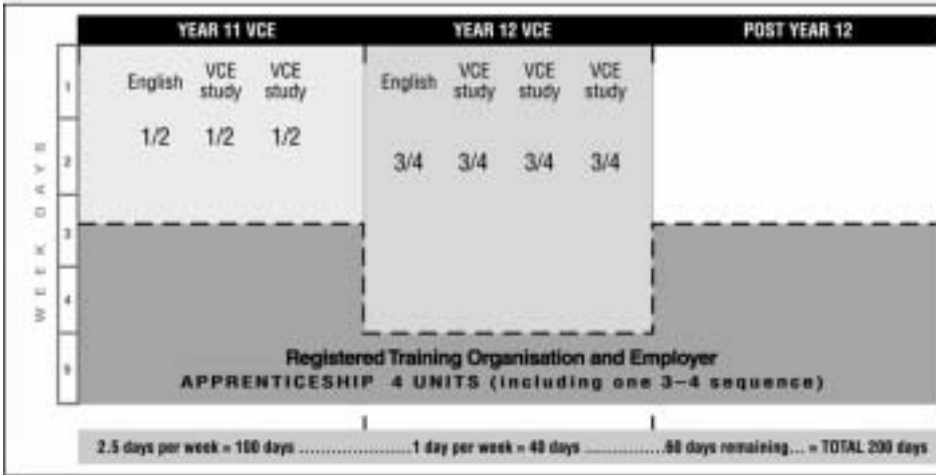 YEAR 11 VCE YEAR 12 VCE POST YEAR 12
WEEK DAYS
1
2
3
4
5
English VCE study VCE study
1/2 1/2 1/2
English VCE study VCE study VCE study
3/4 3/4 3/4 3/4
Registered Training Organisation and Employer
APPRENTICESHIP 4 UNITS (including one 3–4 sequence)
2.5 days per week = 100 days ......................1 day per week = 40 days ................60 days remaining... = TOTAL 200 days